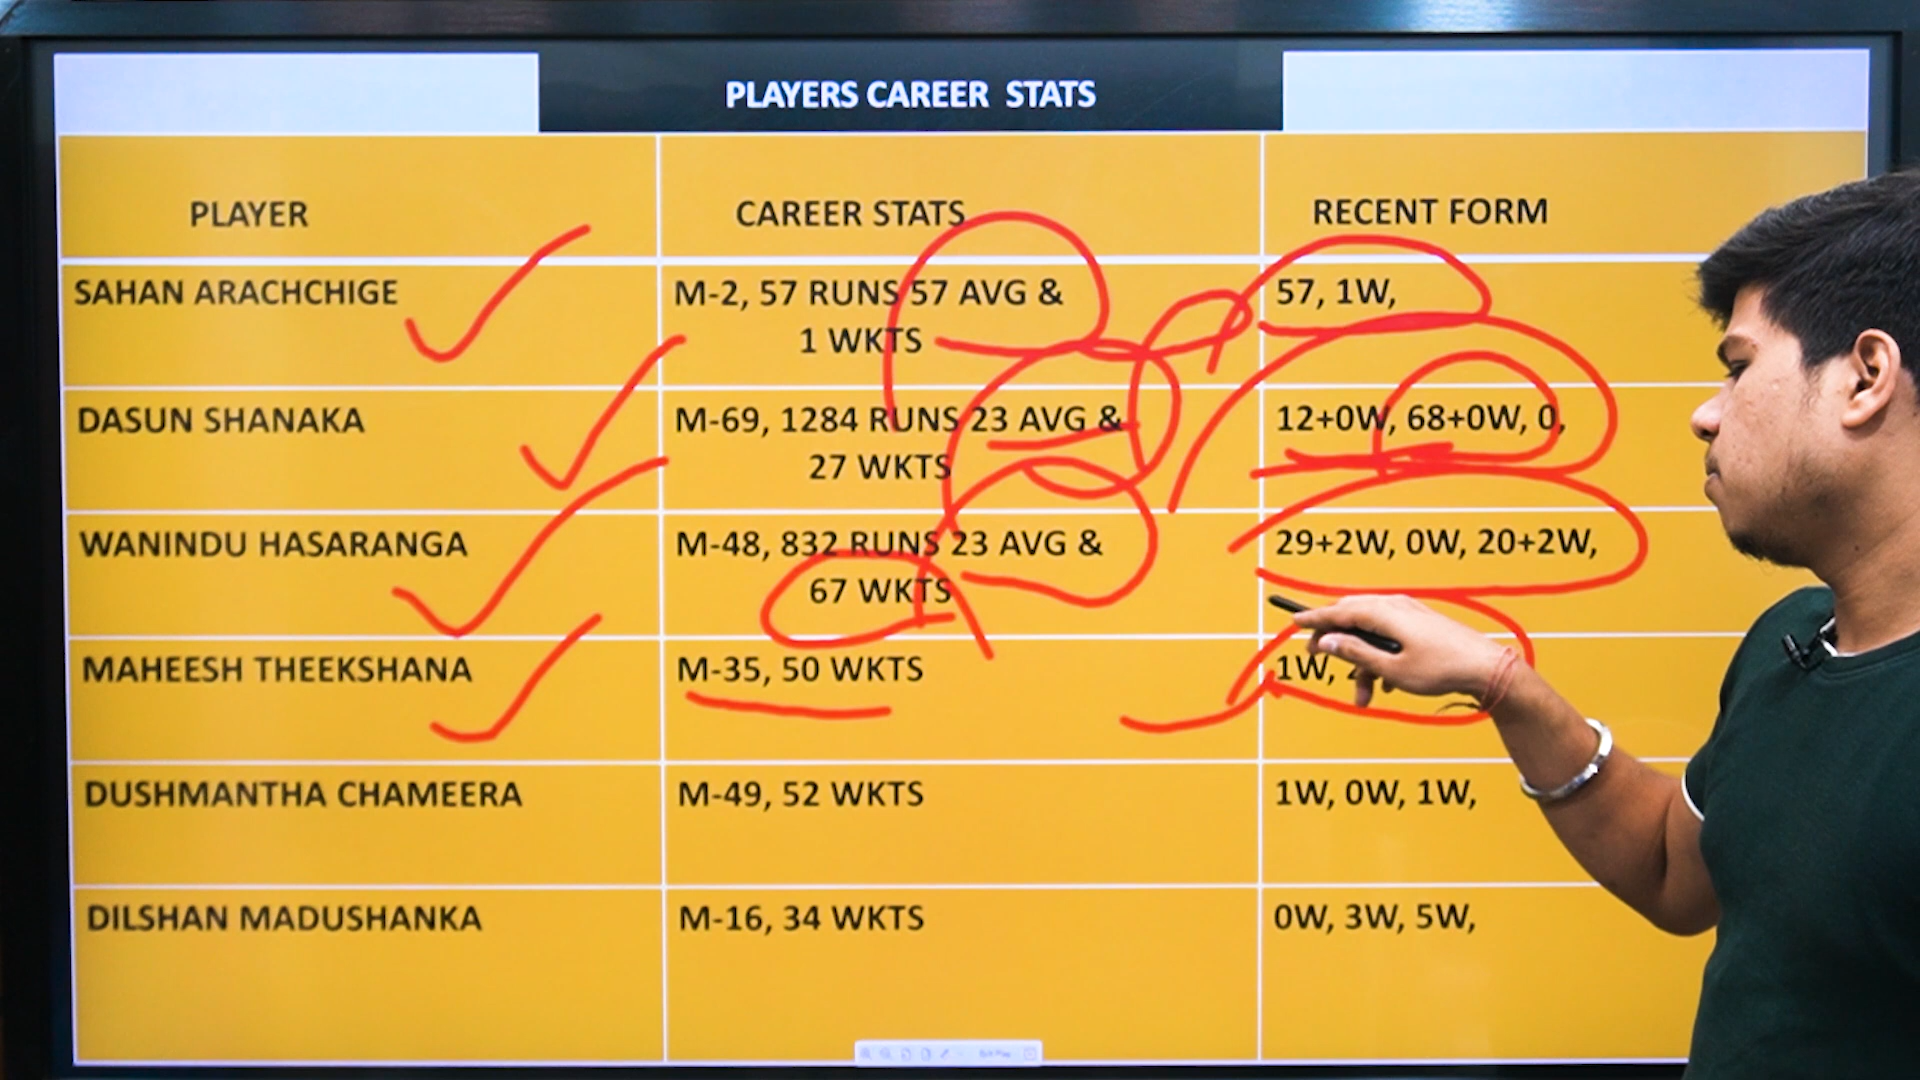 PLAYERS CAREER STATS
PLAYER
CAREER STATS
RECENT FORM
SAHAN ARACHCHIGE
M-2, 57 RUNS 57 AVG &
1 WKTS
57, 1W,
DASUN SHANAKA
M-69, 1284 RUNS 23 AVG &
27 WKTS
12+0W, 68+0W, 0,
WANINDU HASARANGA
M-48, 832 RUNS 23 AVG &
67 WKTS
29+2W, 0W, 20+2W,
MAHEESH THEEKSHANA
M-35, 50 WKTS
1W,
DUSHMANTHA CHAMEERA
M-49, 52 WKTS
1W, 0W, 1W,
DILSHAN MADUSHANKA
M-16, 34 WKTS
0W, 3W, 5W,